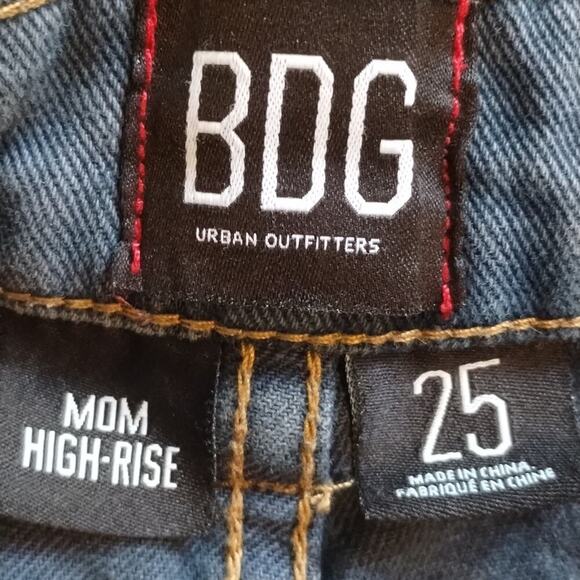 BDG
URBAN OUTFITTERS
MOM
HIGH-RISE
25
MADE IN CHINA
FABRIQUÉ EN CHINE